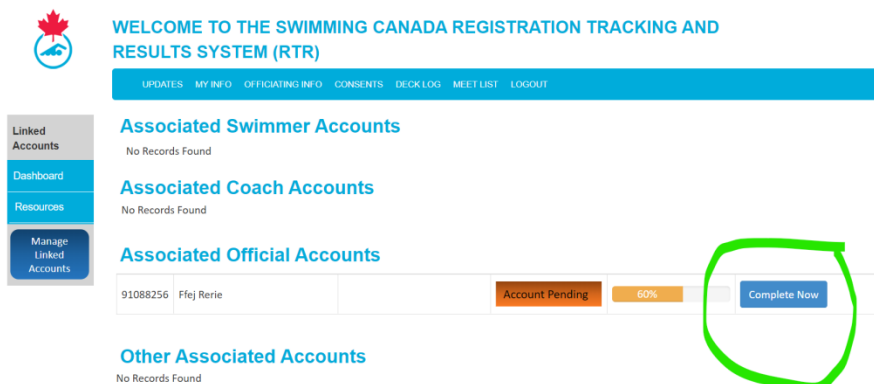 WELCOME TO THE SWIMMING CANADA REGISTRATION TRACKING AND
RESULTS SYSTEM (RTR)
UPDATES MY INFO OFFICIATING INFO CONSENTS DECK LOG MEET LIST LOGOUT
Linked
Accounts
Dashboard
Resources
Manage
Linked
Accounts
Associated Swimmer Accounts
No Records Found
Associated Coach Accounts
No Records Found
Associated Official Accounts
91088256 Ffej Rerie Account Pending 60% Complete Now
Other Associated Accounts
No Records Found